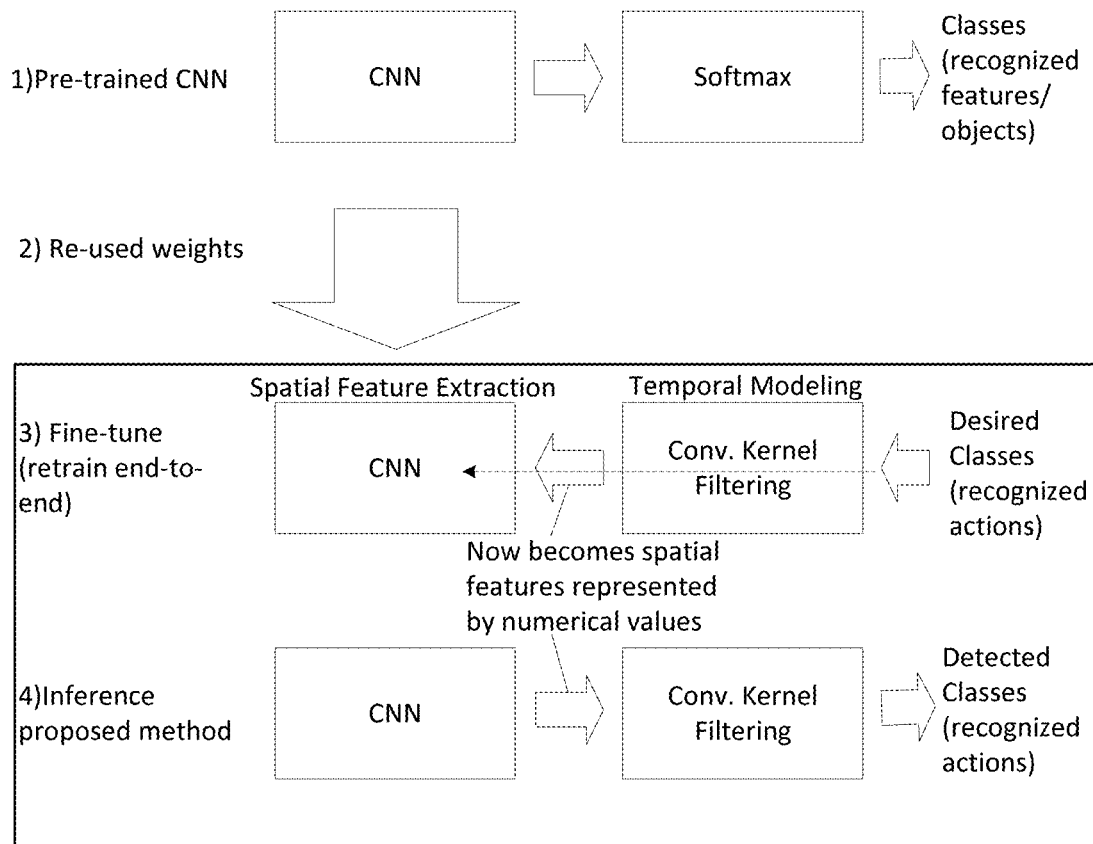 1)Pre-trained CNN
CNN
Softmax
Classes
(recognized
features/
objects)
2) Re-used weights
Spatial Feature Extraction
Temporal Modeling
3) Fine-tune
(retrain end-to-
end)
CNN
Conv. Kernel
Filtering
Desired
Classes
(recognized
actions)
Now becomes spatial
features represented
by numerical values
4)Inference
proposed method
CNN
Conv. Kernel
Filtering
Detected
Classes
(recognized
actions)